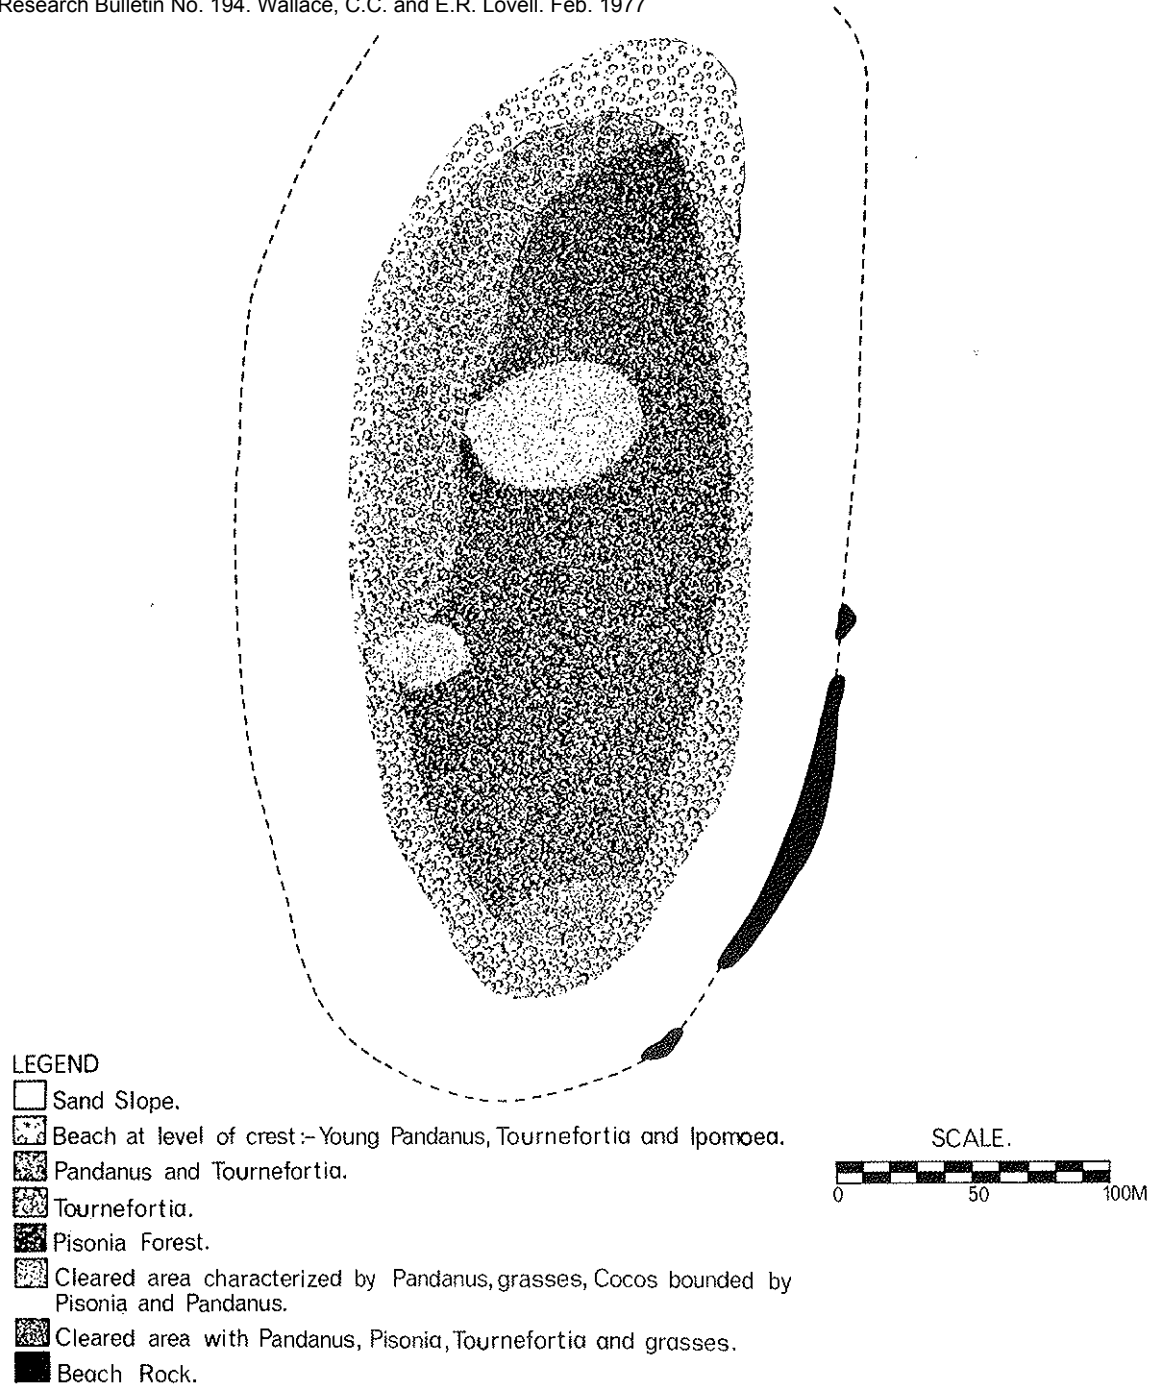 Research Bulletin No. 194. Wallace, C.C. and E.R. Lovell. Feb. 1977
LEGEND
Sand Slope.
Beach at level of crest:- Young Pandanus, Tournefortia and Ipomoea.
Pandanus and Tournefortia.
Tournefortia.
Pisonia Forest.
Cleared area characterized by Pandanus, grasses, Cocos bounded by
Pisonia and Pandanus.
Cleared area with Pandanus, Pisonia, Tournefortia and grasses.
Beach Rock.
SCALE.
0 50 100M